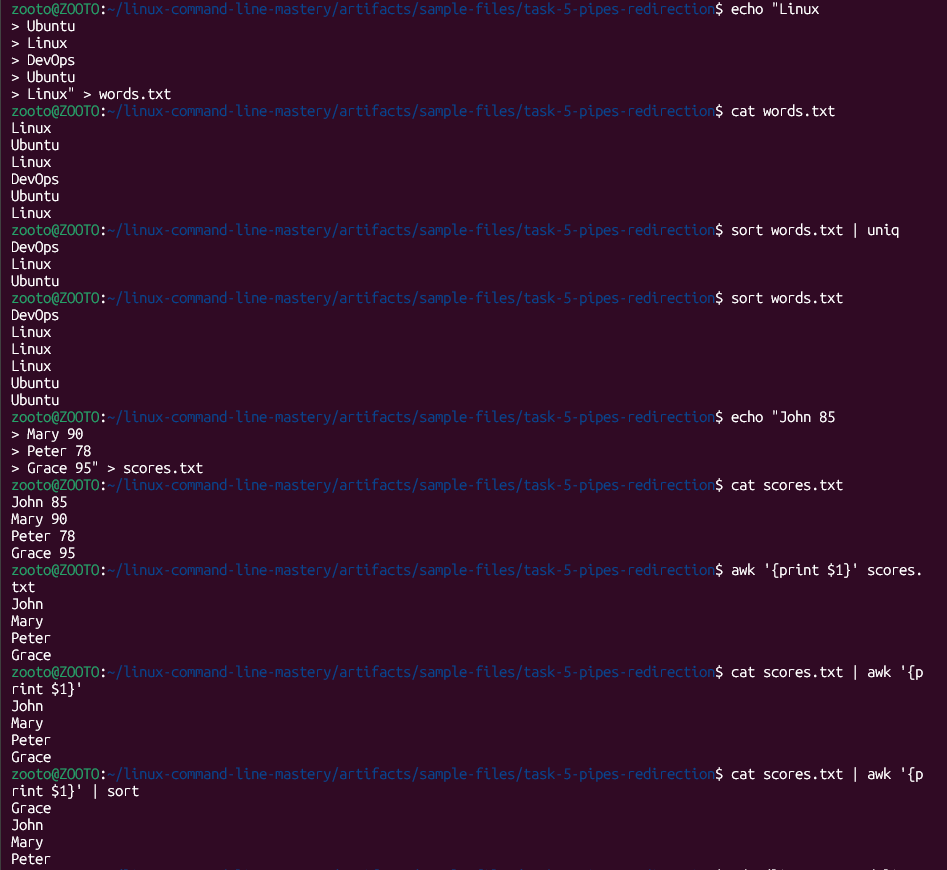 zooto@ZOOTO:~/linux-command-line-mastery/artifacts/sample-files/task-5-pipes-redirection$ echo "Linux
> Ubuntu
> Linux
> DevOps
> Ubuntu
> Linux" > words.txt
zooto@ZOOTO:~/linux-command-line-mastery/artifacts/sample-files/task-5-pipes-redirection$ cat words.txt
Linux
Ubuntu
Linux
DevOps
Ubuntu
Linux
zooto@ZOOTO:~/linux-command-line-mastery/artifacts/sample-files/task-5-pipes-redirection$ sort words.txt | uniq
DevOps
Linux
Ubuntu
zooto@ZOOTO:~/linux-command-line-mastery/artifacts/sample-files/task-5-pipes-redirection$ sort words.txt
DevOps
Linux
Linux
Linux
Ubuntu
Ubuntu
zooto@ZOOTO:~/linux-command-line-mastery/artifacts/sample-files/task-5-pipes-redirection$ echo "John 85
> Mary 90
> Peter 78
> Grace 95" > scores.txt
zooto@ZOOTO:~/linux-command-line-mastery/artifacts/sample-files/task-5-pipes-redirection$ cat scores.txt
John 85
Mary 90
Peter 78
Grace 95
zooto@ZOOTO:~/linux-command-line-mastery/artifacts/sample-files/task-5-pipes-redirection$ awk '{print $1}' scores.
txt
John
Mary
Peter
Grace
zooto@ZOOTO:~/linux-command-line-mastery/artifacts/sample-files/task-5-pipes-redirection$ cat scores.txt | awk '{p
rint $1}'
John
Mary
Peter
Grace
zooto@ZOOTO:~/linux-command-line-mastery/artifacts/sample-files/task-5-pipes-redirection$ cat scores.txt | awk '{p
rint $1}' | sort
Grace
John
Mary
Peter